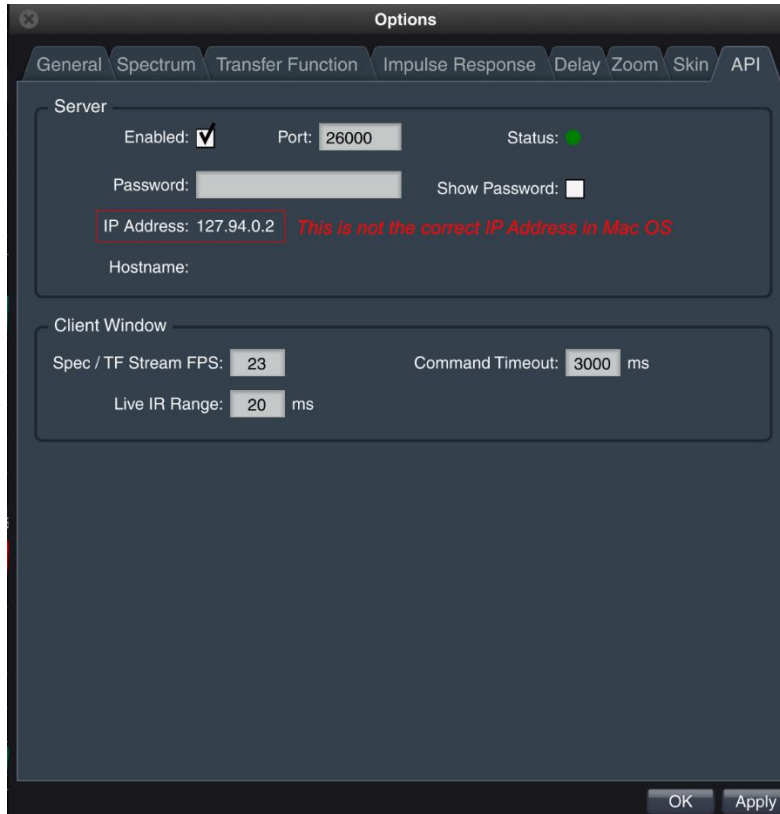 Options
General Spectrum Transfer Function Impulse Response Delay Zoom Skin API
Server
Enabled: Port: 26000 Status:
Password: Show Password:
IP Address: 127.94.0.2 This is not the correct IP Address in Mac OS
Hostname:
Client Window
Spec / TF Stream FPS: 23 Command Timeout: 3000 ms
Live IR Range: 20 ms
OK Apply